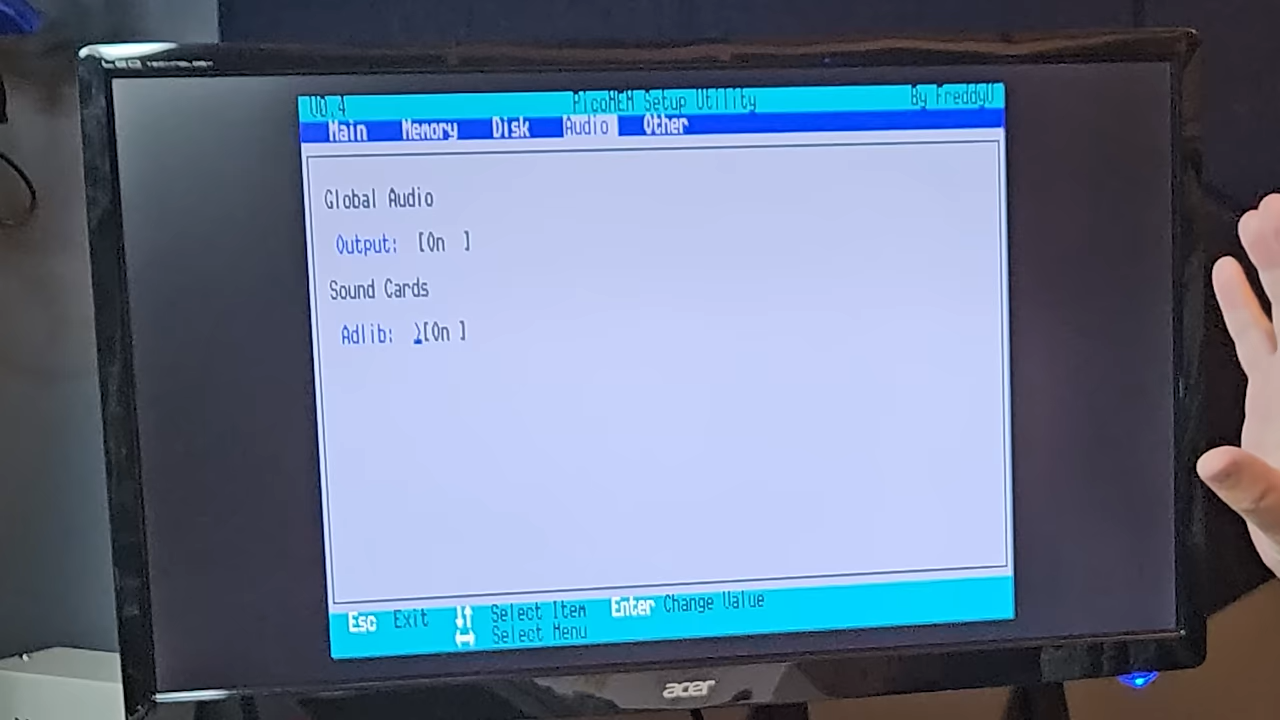 V0.4 PicoMEM Setup Utility By FreddyV
Main Memory Disk Audio Other
Global Audio
Output: [On ]
Sound Cards
Adlib: >[On ]
Esc Exit ↓↑ Select Item Enter Change Value
↔ Select Menu
acer